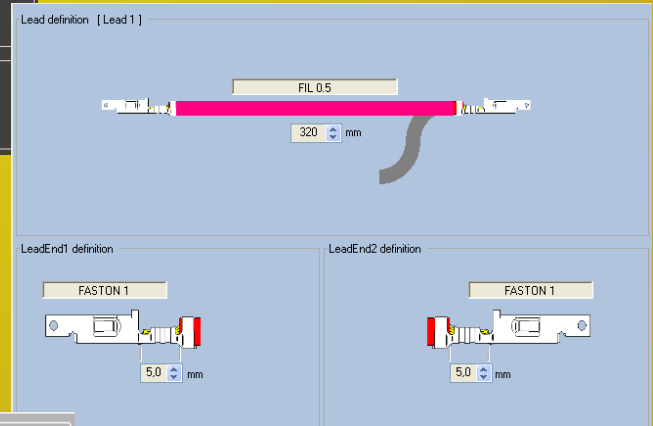 Lead definition [ Lead 1 ]
FIL 0.5
320 mm
LeadEnd1 definition
LeadEnd2 definition
FASTON 1
FASTON 1
5,0 mm
5,0 mm